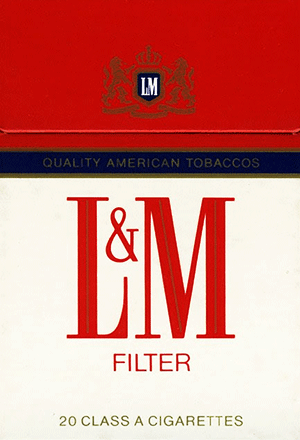 LM
QUALITY AMERICAN TOBACCOS
L&M
FILTER
20 CLASS A CIGARETTES